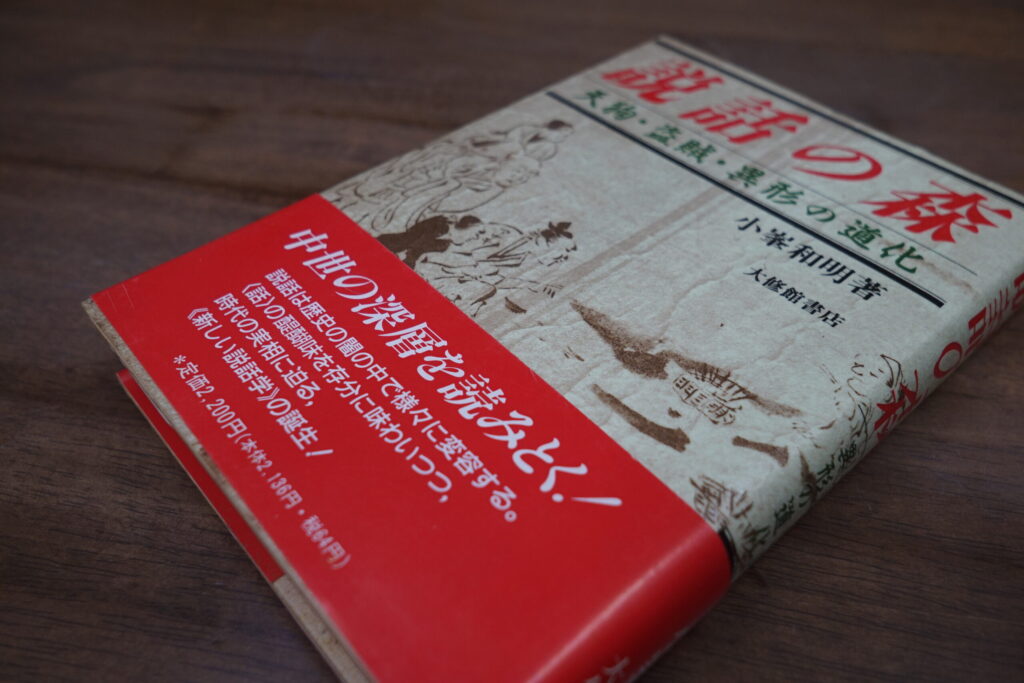 説話の森
天狗・盗賊・異形の道化
小峯和明著
大修館書店
中世の深層を読みとく!
説話は歴史の闇の中で様々に変容する。
〈話〉の醍醐味を存分に味わいつつ,
時代の実相に迫る,
《新しい説話学》の誕生!
*定価2,200円(本体2,136円・税64円)